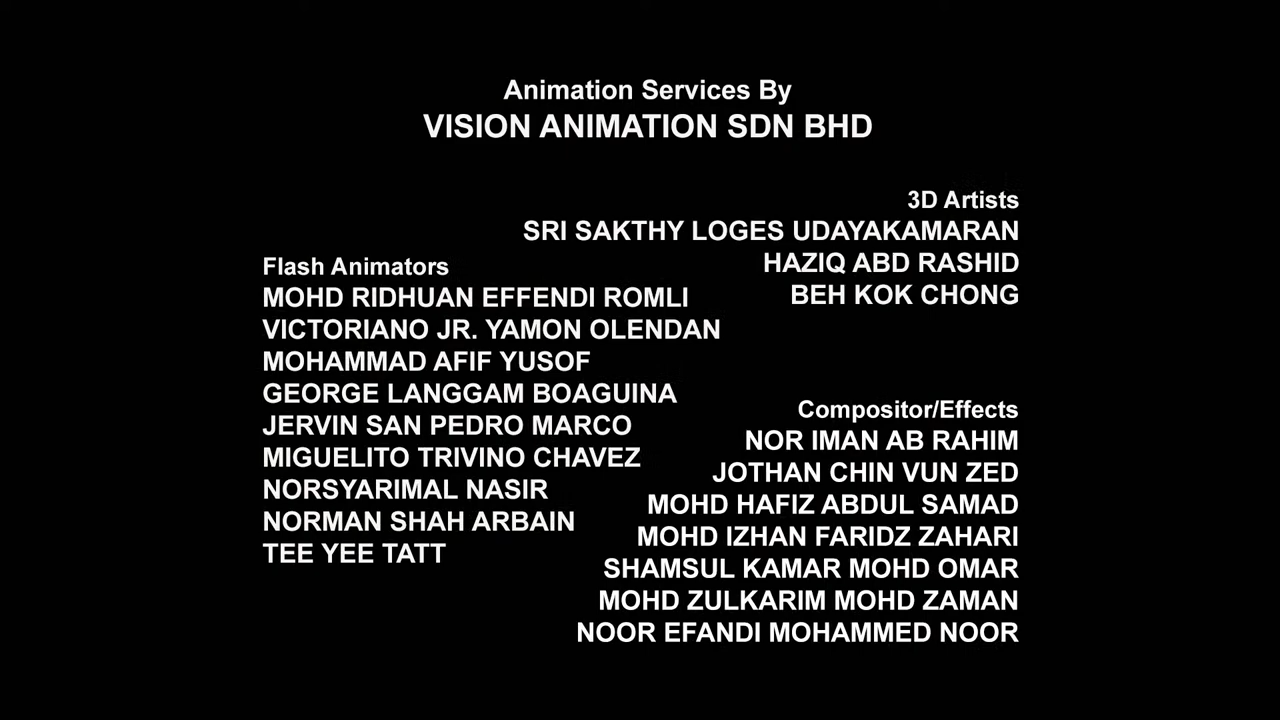 Animation Services By
VISION ANIMATION SDN BHD
Flash Animators
MOHD RIDHUAN EFFENDI ROMLI
VICTORIANO JR. YAMON OLENDAN
MOHAMMAD AFIF YUSOF
GEORGE LANGGAM BOAGUINA
JERVIN SAN PEDRO MARCO
MIGUELITO TRIVINO CHAVEZ
NORSYARIMAL NASIR
NORMAN SHAH ARBAIN
TEE YEE TATT
3D Artists
SRI SAKTHY LOGES UDAYAKAMARAN
HAZIQ ABD RASHID
BEH KOK CHONG
Compositor/Effects
NOR IMAN AB RAHIM
JOTHAN CHIN VUN ZED
MOHD HAFIZ ABDUL SAMAD
MOHD IZHAN FARIDZ ZAHARI
SHAMSUL KAMAR MOHD OMAR
MOHD ZULKARIM MOHD ZAMAN
NOOR EFANDI MOHAMMED NOOR